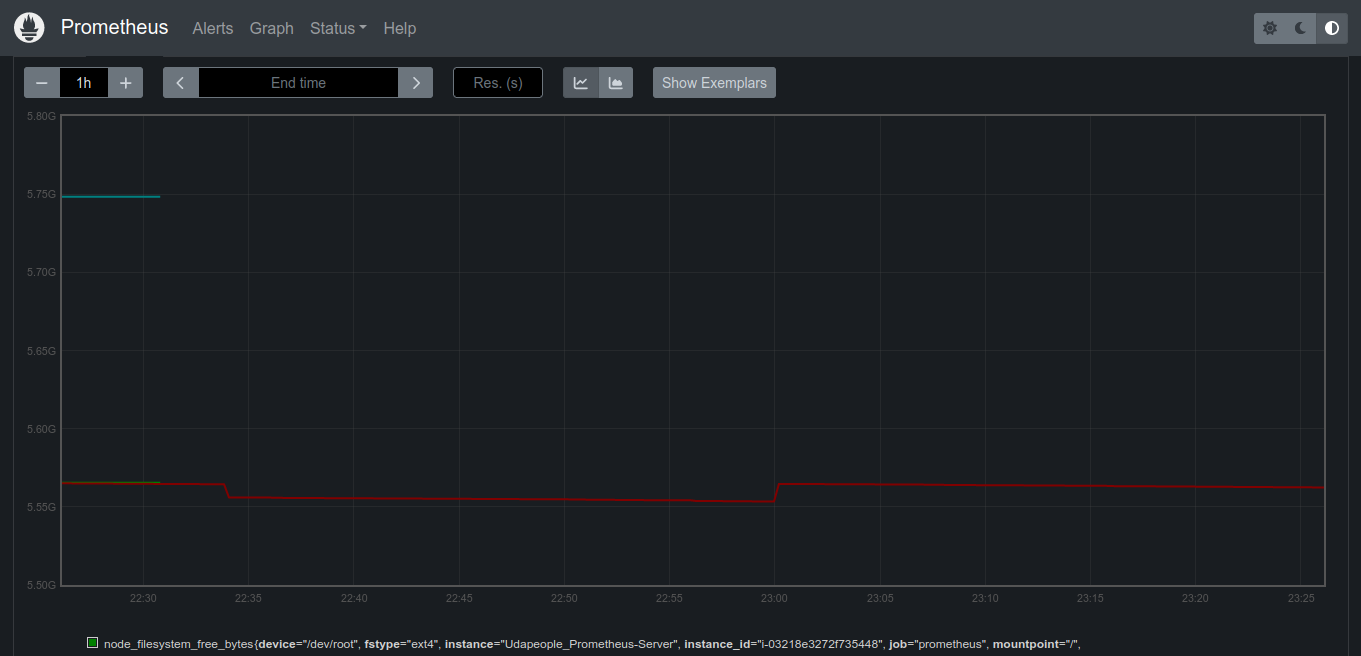 Prometheus Alerts Graph Status Help
− 1h + End time Res. (s) Show Exemplars
5.80G
5.75G
5.70G
5.65G
5.60G
5.55G
5.50G
22:30 22:35 22:40 22:45 22:50 22:55 23:00 23:05 23:10 23:15 23:20 23:25
node_filesystem_free_bytes{device="/dev/root", fstype="ext4", instance="Udapeople_Prometheus-Server", instance_id="i-03218e3272f735448", job="prometheus", mountpoint="/",